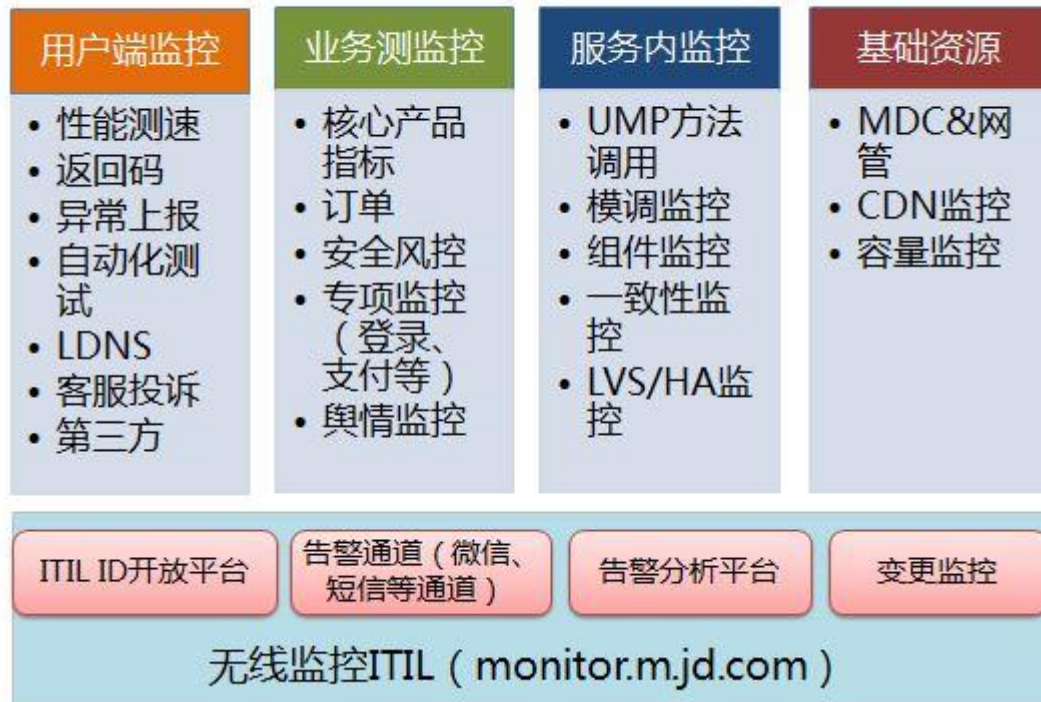 用户端监控
• 性能测速
• 返回码
• 异常上报
• 自动化测
试
• LDNS
• 客服投诉
• 第三方
业务测监控
• 核心产品
指标
• 订单
• 安全风控
• 专项监控
（登录、
支付等）
• 舆情监控
服务内监控
• UMP方法
调用
• 模调监控
• 组件监控
• 一致性监
控
• LVS/HA监
控
基础资源
• MDC&网
管
• CDN监控
• 容量监控
ITIL ID开放平台
告警通道（微信、
短信等通道）
告警分析平台
变更监控
无线监控ITIL（monitor.m.jd.com）